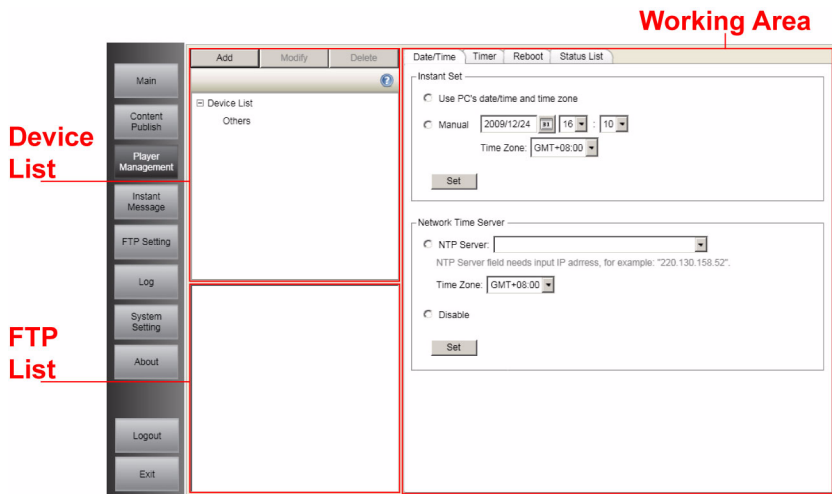 Working Area
Device
List
FTP
List
Main
Content
Publish
Player
Management
Instant
Message
FTP Setting
Log
System
Setting
About
Logout
Exit
Add Modify Delete
Device List
Others
Date/Time Timer Reboot Status List
Instant Set
Use PC's date/time and time zone
Manual 2009/12/24 16 : 10
Time Zone: GMT+08:00
Set
Network Time Server
NTP Server:
NTP Server field needs input IP adrress, for example: "220.130.158.52".
Time Zone: GMT+08:00
Disable
Set